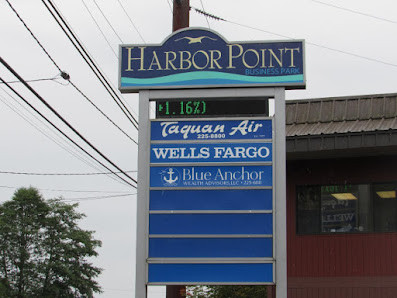 HARBOR POINT
BUSINESS PARK
1.16%)
Taquan Air
225-8800
WELLS FARGO
Blue Anchor
WEALTH ADVISORS, LLC